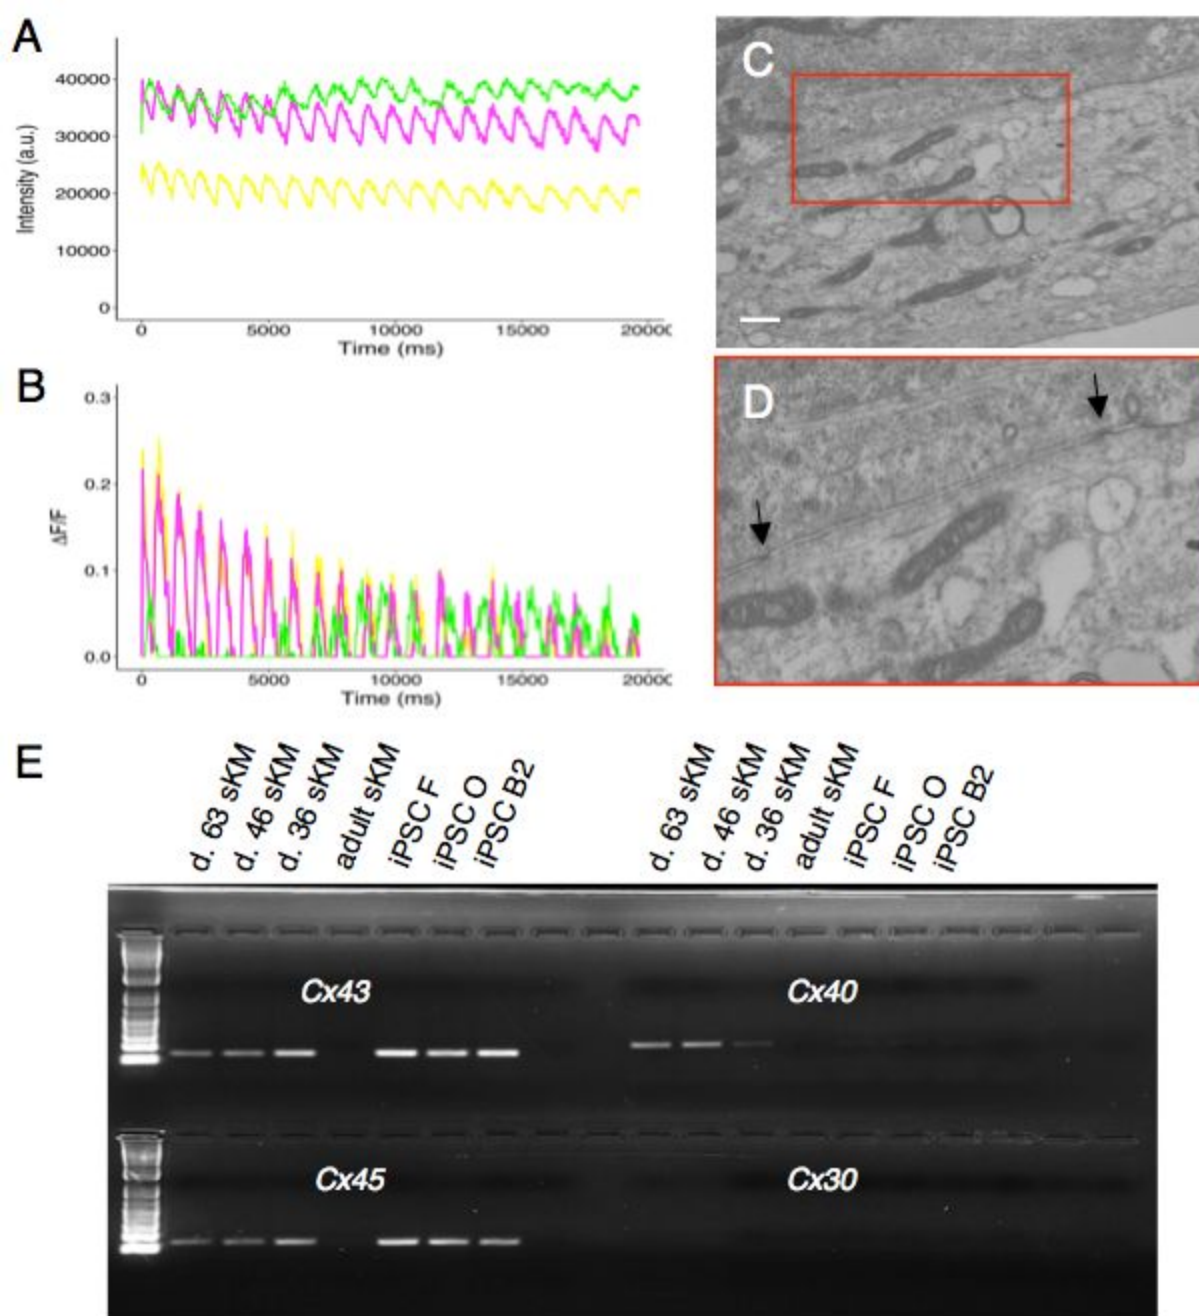 A
40000
30000
20000
10000
0
Intensity (a.u.)
0 5000 10000 15000 2000
Time (ms)
B
0.3
0.2
0.1
0.0
ΔF/F
0 5000 10000 15000 2000
Time (ms)
C
D
E
d. 63 sKM
d. 46 sKM
d. 36 sKM
adult sKM
iPSC F
iPSC O
iPSC B2
d. 63 sKM
d. 46 sKM
d. 36 sKM
adult sKM
iPSC F
iPSC O
iPSC B2
Cx43
Cx40
Cx45
Cx30